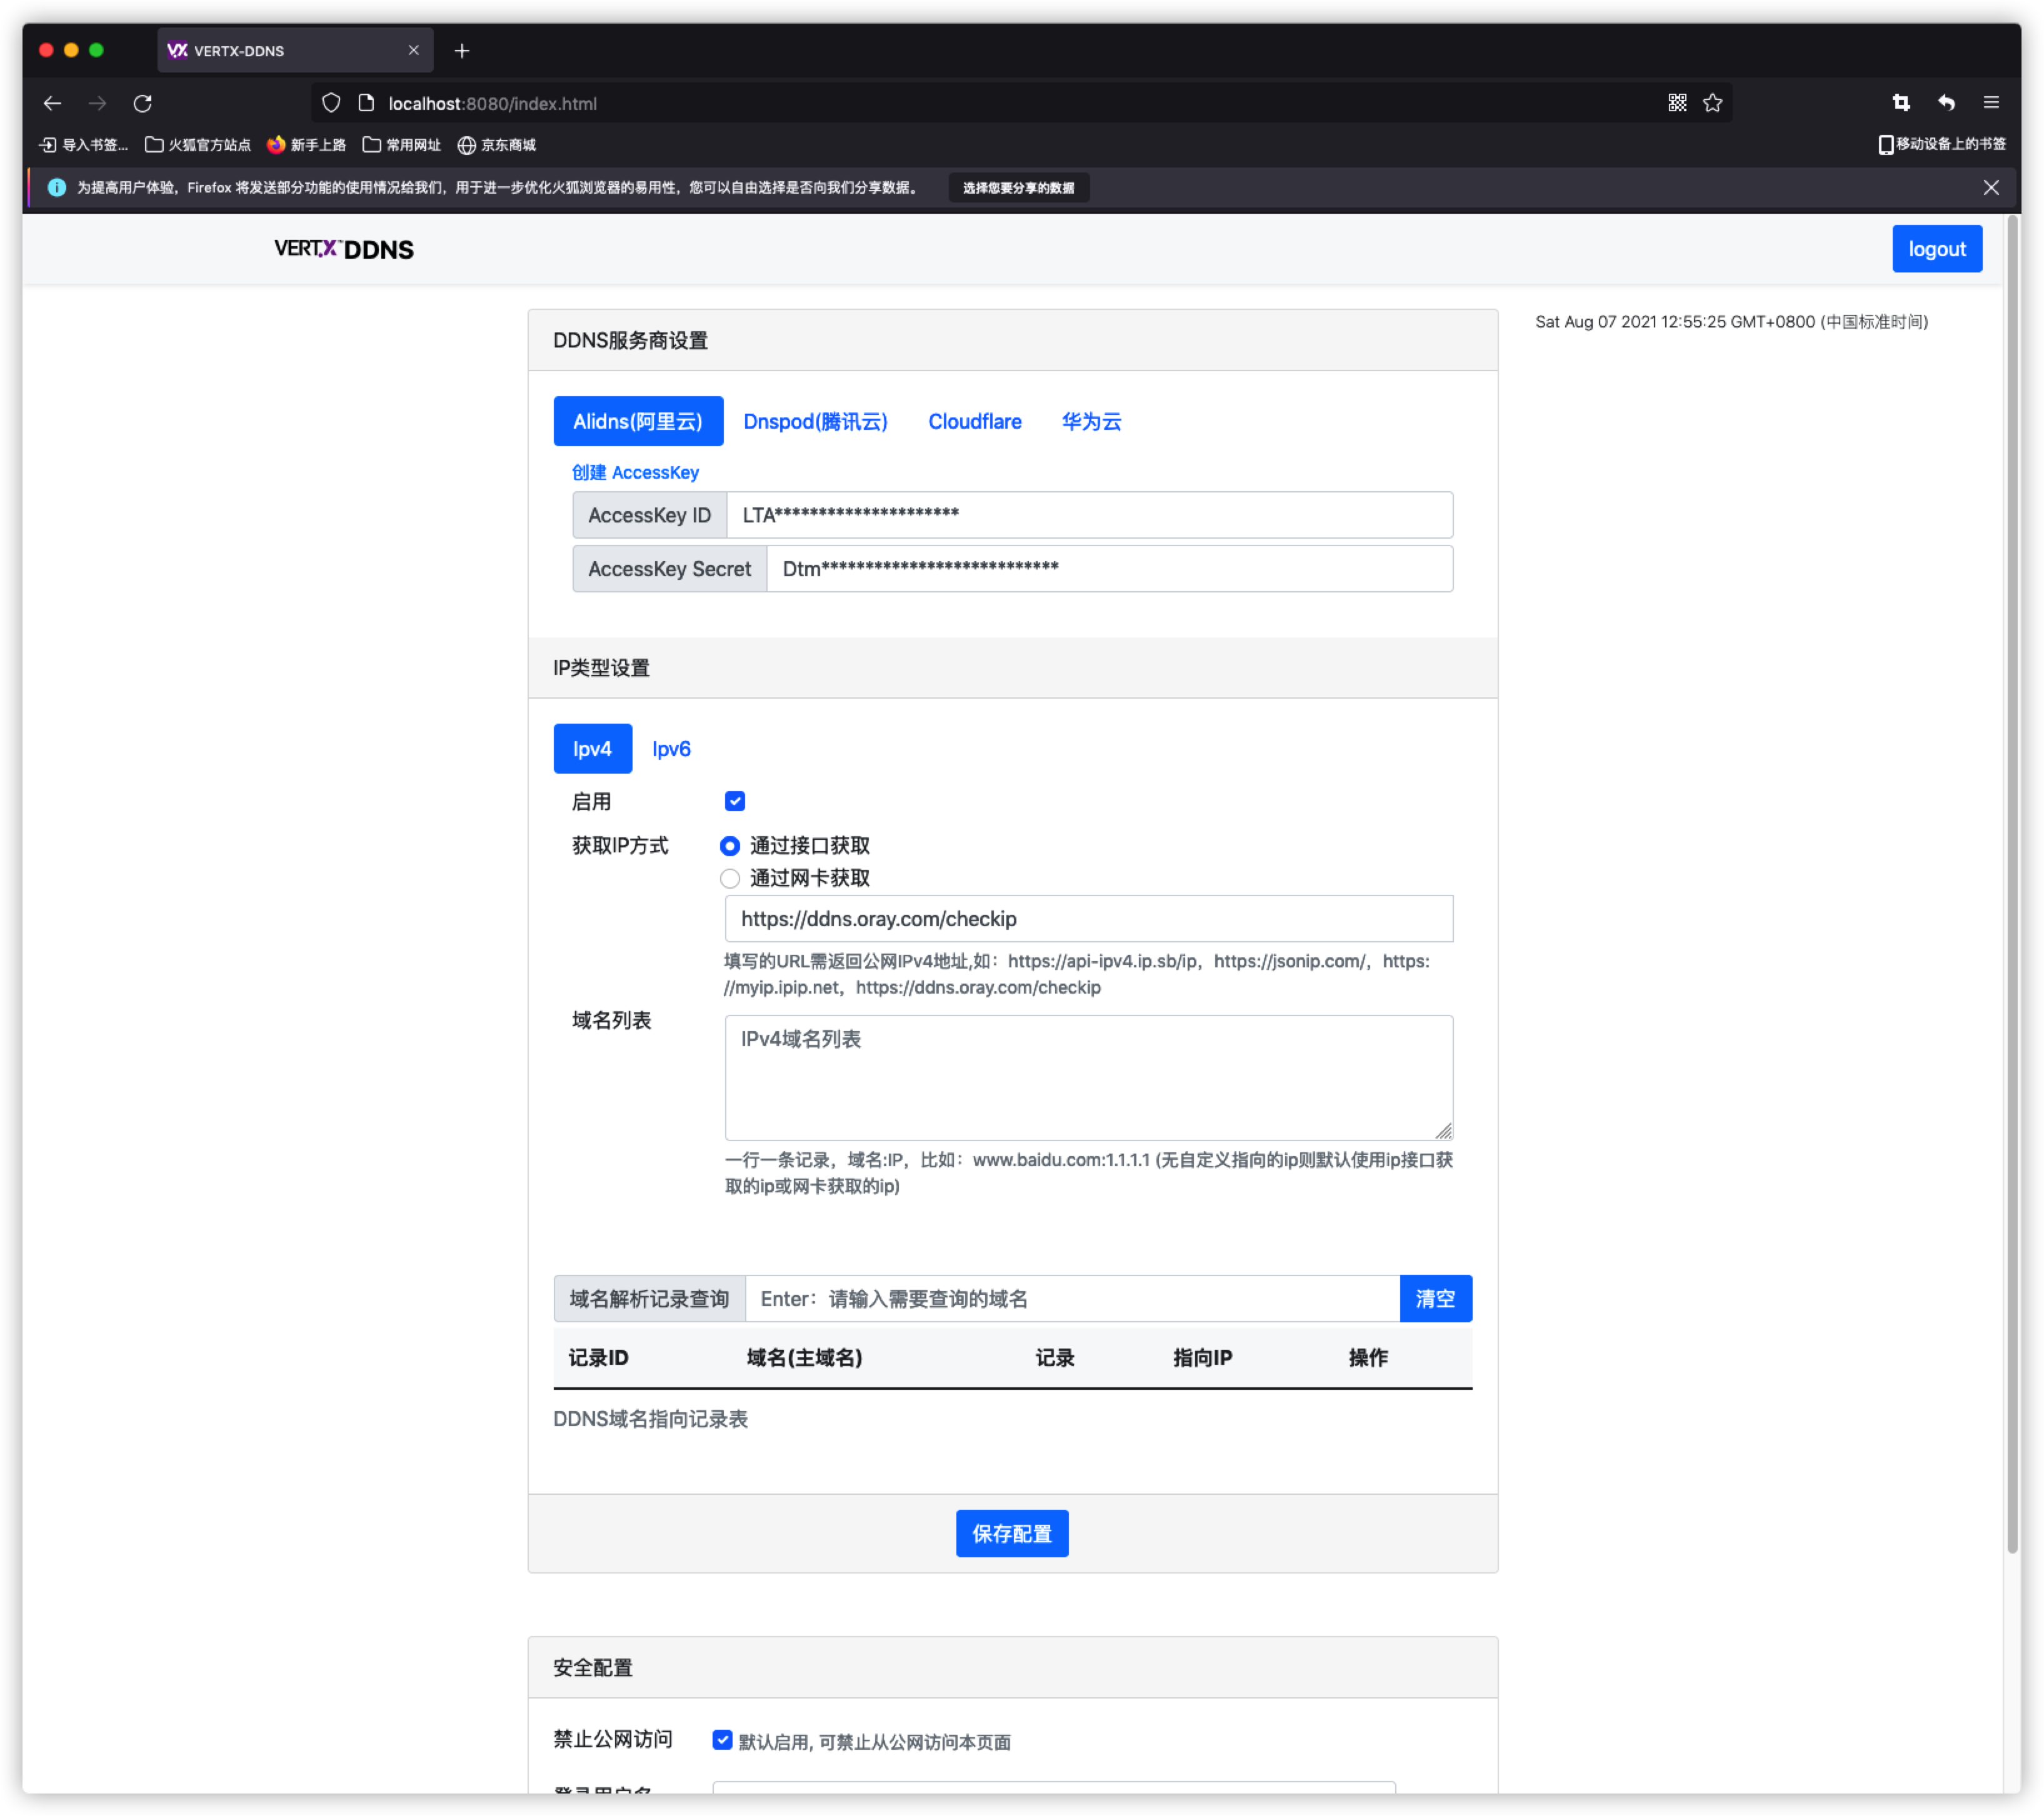 VERTX-DDNS
localhost:8080/index.html
导入书签...
火狐官方站点
新手上路
常用网址
京东商城
移动设备上的书签
为提高用户体验，Firefox 将发送部分功能的使用情况给我们，用于进一步优化火狐浏览器的易用性，您可以自由选择是否向我们分享数据。
选择您要分享的数据
VERT.X™DDNS
logout
Sat Aug 07 2021 12:55:25 GMT+0800 (中国标准时间)
DDNS服务商设置
Alidns(阿里云)
Dnspod(腾讯云)
Cloudflare
华为云
创建 AccessKey
AccessKey ID
LTA*********************
AccessKey Secret
Dtm***************************
IP类型设置
Ipv4
Ipv6
启用
获取IP方式
通过接口获取
通过网卡获取
https://ddns.oray.com/checkip
填写的URL需返回公网IPv4地址,如：https://api-ipv4.ip.sb/ip，https://jsonip.com/，https:
//myip.ipip.net，https://ddns.oray.com/checkip
域名列表
IPv4域名列表
一行一条记录，域名:IP，比如：www.baidu.com:1.1.1.1 (无自定义指向的ip则默认使用ip接口获
取的ip或网卡获取的ip)
域名解析记录查询
Enter：请输入需要查询的域名
清空
记录ID
域名(主域名)
记录
指向IP
操作
DDNS域名指向记录表
保存配置
安全配置
禁止公网访问
默认启用, 可禁止从公网访问本页面